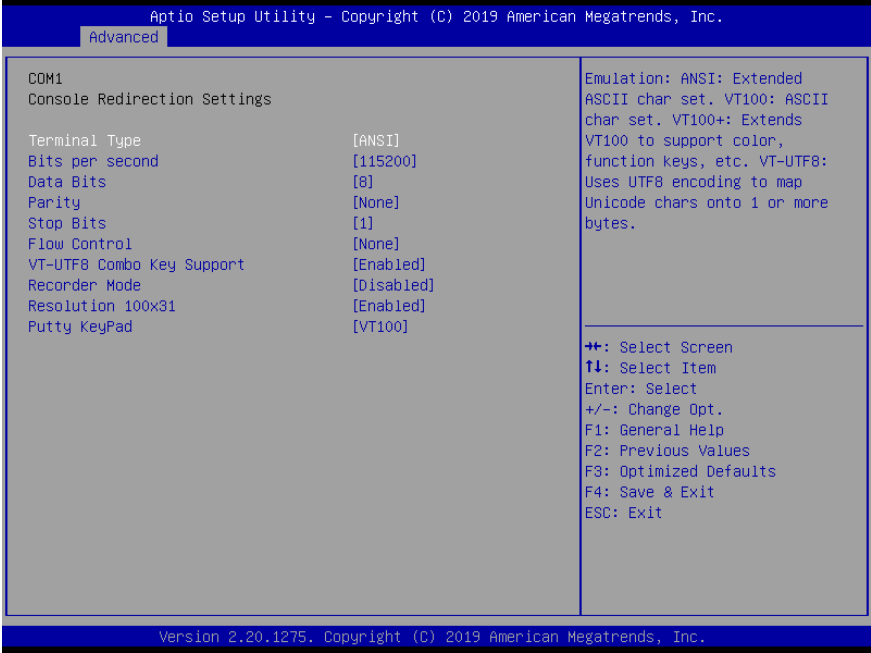 Aptio Setup Utility – Copyright (C) 2019 American Megatrends, Inc.
Advanced
COM1
Console Redirection Settings
Terminal Type [ANSI]
Bits per second [115200]
Data Bits [8]
Parity [None]
Stop Bits [1]
Flow Control [None]
VT-UTF8 Combo Key Support [Enabled]
Recorder Mode [Disabled]
Resolution 100x31 [Enabled]
Putty KeyPad [VT100]
Emulation: ANSI: Extended
ASCII char set. VT100: ASCII
char set. VT100+: Extends
VT100 to support color,
function keys, etc. VT-UTF8:
Uses UTF8 encoding to map
Unicode chars onto 1 or more
bytes.
→←: Select Screen
↑↓: Select Item
Enter: Select
+/-: Change Opt.
F1: General Help
F2: Previous Values
F3: Optimized Defaults
F4: Save & Exit
ESC: Exit
Version 2.20.1275. Copyright (C) 2019 American Megatrends, Inc.